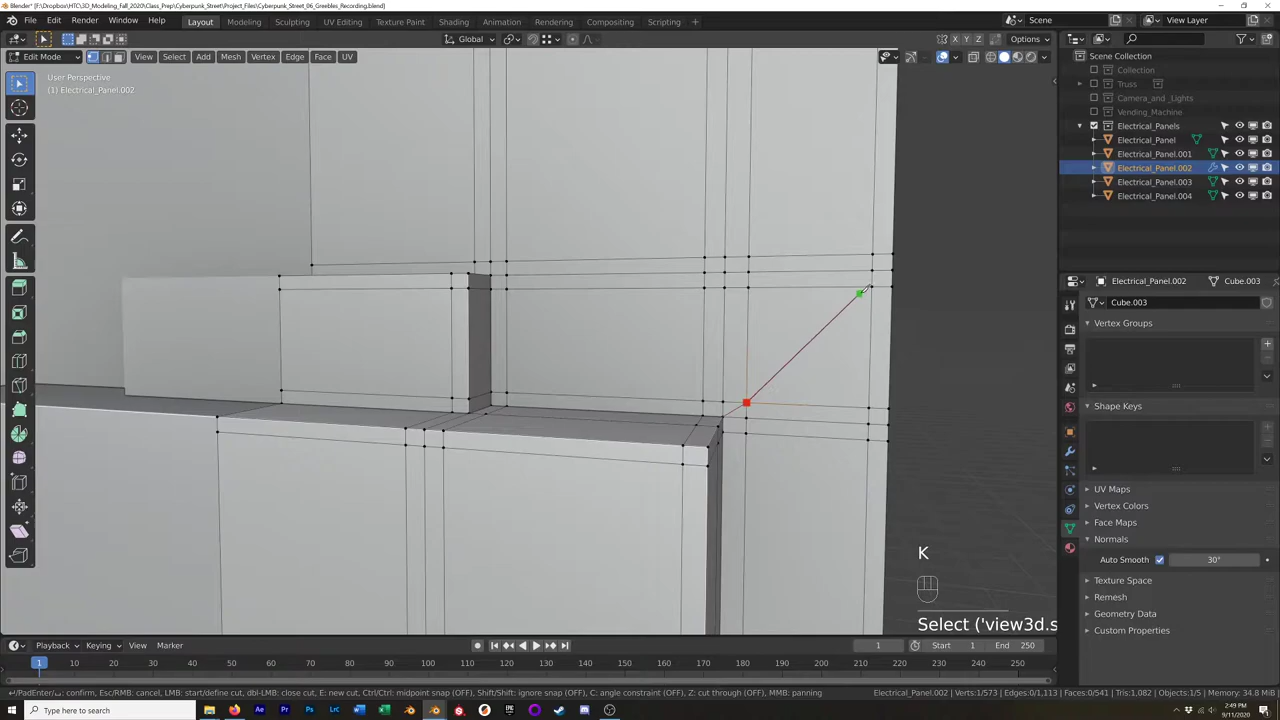 Blender* [F:\Dropbox\HTC\3D_Modeling_Fall_2020\Class_Prep\Cyberpunk_Street\Project_Files\Cyberpunk_Street_06_Greebles_Recording.blend]
File Edit Render Window Help Layout Modeling Sculpting UV Editing Texture Paint Shading Animation Rendering Compositing Scripting + Scene View Layer
Global X Y Z Options
Edit Mode View Select Add Mesh Vertex Edge Face UV
User Perspective
(1) Electrical_Panel.002
Scene Collection
Collection
Truss
Camera_and_Lights
Vending_Machine
Electrical_Panels
Electrical_Panel
Electrical_Panel.001
Electrical_Panel.002
Electrical_Panel.003
Electrical_Panel.004
Electrical_Panel.002 Cube.003
Cube.003
Vertex Groups
Shape Keys
UV Maps
Vertex Colors
Face Maps
Normals
Auto Smooth 30°
Texture Space
Remesh
Geometry Data
Custom Properties
K
Select ('view3d.s
Playback Keying View Marker 1 Start 1 End 250
1 10 20 30 40 50 60 70 80 90 100 110 120 130 140 150 160 170 180 190 200 210 220 230 240 250
/PadEnter/: confirm, Esc/RMB: cancel, LMB: start/define cut, dbl-LMB: close cut, E: new cut, Ctrl/Ctrl: midpoint snap (OFF), Shift/Shift: ignore snap (OFF), C: angle constraint (OFF), Z: cut through (OFF), MMB: panning Electrical_Panel.002 | Verts:1/573 | Edges:0/1,113 | Faces:0/541 | Tris:1,082 | Objects:1/5 | Memory: 34.8 MiB
Type here to search 2:49 PM
9/11/2020